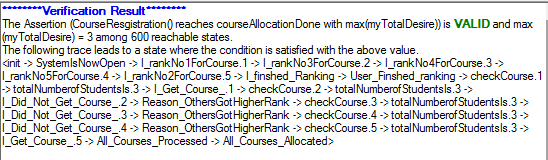 ********Verification Result********
The Assertion (CourseResgistration() reaches courseAllocationDone with max(myTotalDesire)) is VALID and max
(myTotalDesire) = 3 among 600 reachable states.
The following trace leads to a state where the condition is satisfied with the above value.
<init -> SystemIsNowOpen -> I_rankNo1ForCourse.1 -> I_rankNo3ForCourse.2 -> I_rankNo4ForCourse.3 ->
I_rankNo5ForCourse.4 -> I_rankNo2ForCourse.5 -> I_finshed_Ranking -> User_Finshed_ranking -> checkCourse.1
-> totalNumberofStudentsIs.3 -> I_Get_Course_.1 -> checkCourse.2 -> totalNumberofStudentsIs.3 ->
I_Did_Not_Get_Course_.2 -> Reason_OthersGotHigherRank -> checkCourse.3 -> totalNumberofStudentsIs.3 ->
I_Did_Not_Get_Course_.3 -> Reason_OthersGotHigherRank -> checkCourse.4 -> totalNumberofStudentsIs.3 ->
I_Did_Not_Get_Course_.4 -> Reason_OthersGotHigherRank -> checkCourse.5 -> totalNumberofStudentsIs.3 ->
I_Get_Course_.5 -> All_Courses_Processed -> All_Courses_Allocated>